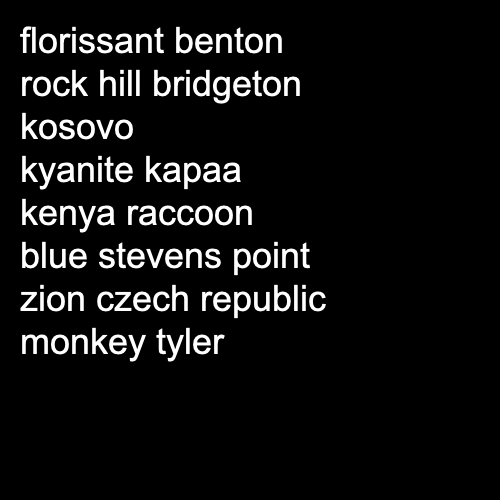 florissant benton
rock hill bridgeton
kosovo
kyanite kapaa
kenya raccoon
blue stevens point
zion czech republic
monkey tyler